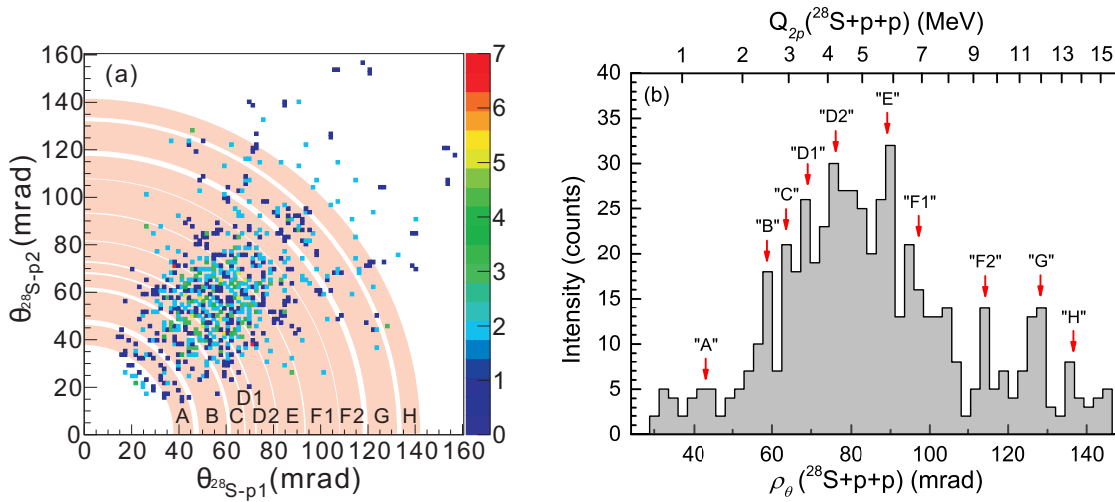 (a)
160
140
120
100
80
60
40
20
0
0 20 40 60 80 100 120 140 160
θ28S-p2(mrad)
θ28S-p1(mrad)
A B C D1 D2 E F1 F2 G H
7
6
5
4
3
2
1
0
Q2p(28S+p+p) (MeV)
1 2 3 4 5 7 9 11 13 15
(b)
40
35
30
25
20
15
10
5
0
Intensity (counts)
"A"
"B"
"C"
"D1"
"D2"
"E"
"F1"
"F2"
"G"
"H"
40 60 80 100 120 140
ρθ (28S+p+p) (mrad)